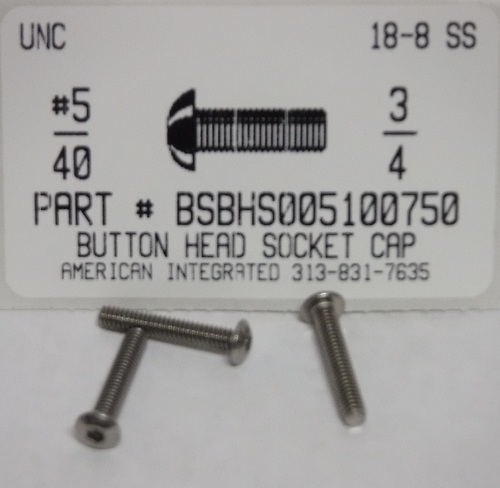 UNC 18-8 SS
#5/40 3/4
PART # BSBHS005100750
BUTTON HEAD SOCKET CAP
AMERICAN INTEGRATED 313-831-7635